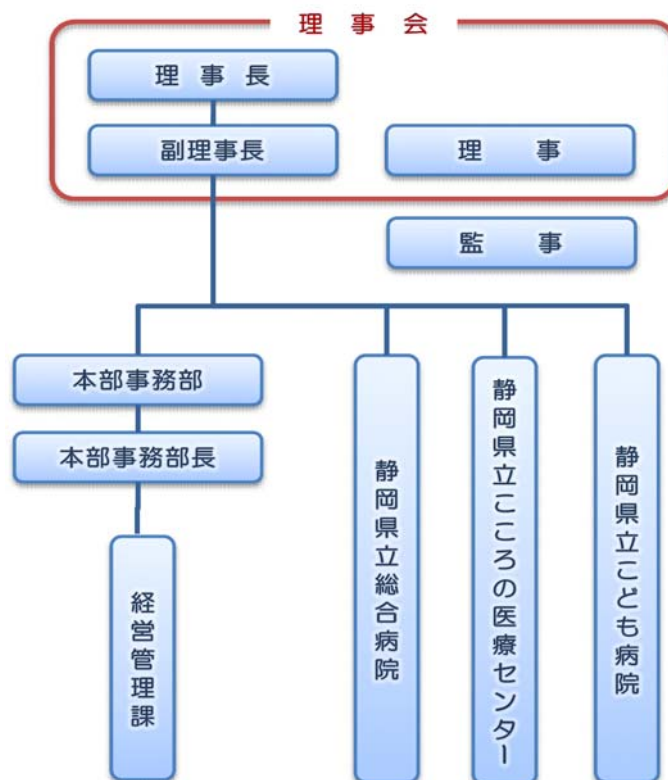 理事会
理事長
副理事長
理事
監事
本部事務部
本部事務部長
経営管理課
静岡県立総合病院
静岡県立こころの医療センター
静岡県立こども病院